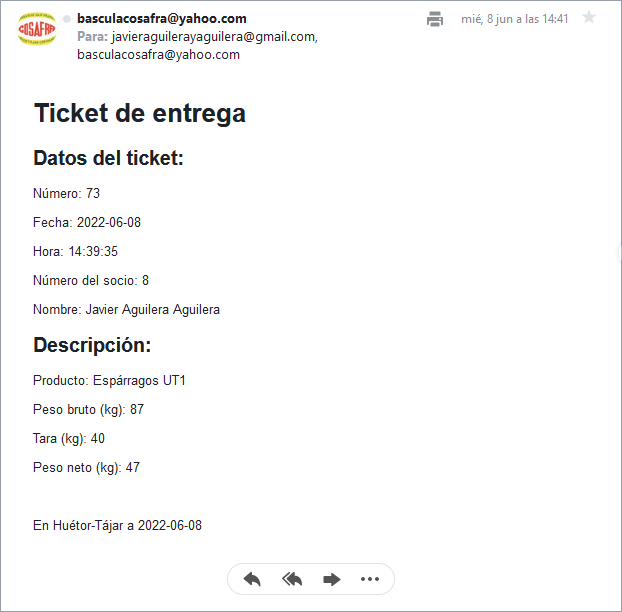 COSAFRA
basculacosafra@yahoo.com
mié, 8 jun a las 14:41
Para: javieraguilerayaguilera@gmail.com,
basculacosafra@yahoo.com
Ticket de entrega
Datos del ticket:
Número: 73
Fecha: 2022-06-08
Hora: 14:39:35
Número del socio: 8
Nombre: Javier Aguilera Aguilera
Descripción:
Producto: Espárragos UT1
Peso bruto (kg): 87
Tara (kg): 40
Peso neto (kg): 47
En Huétor-Tájar a 2022-06-08